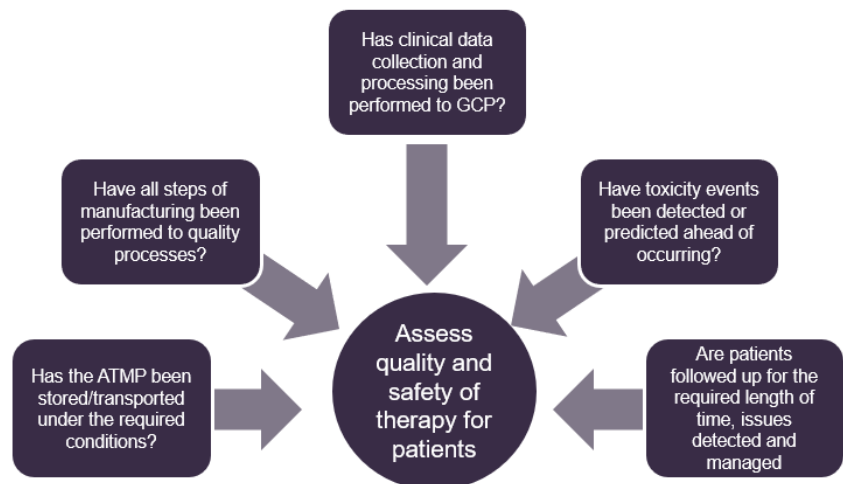 Has clinical data
collection and
processing been
performed to GCP?
Have all steps of
manufacturing been
performed to quality
processes?
Have toxicity events
been detected or
predicted ahead of
occurring?
Has the ATMP been
stored/transported
under the required
conditions?
Assess
quality and
safety of
therapy for
patients
Are patients
followed up for the
required length of
time, issues
detected and
managed